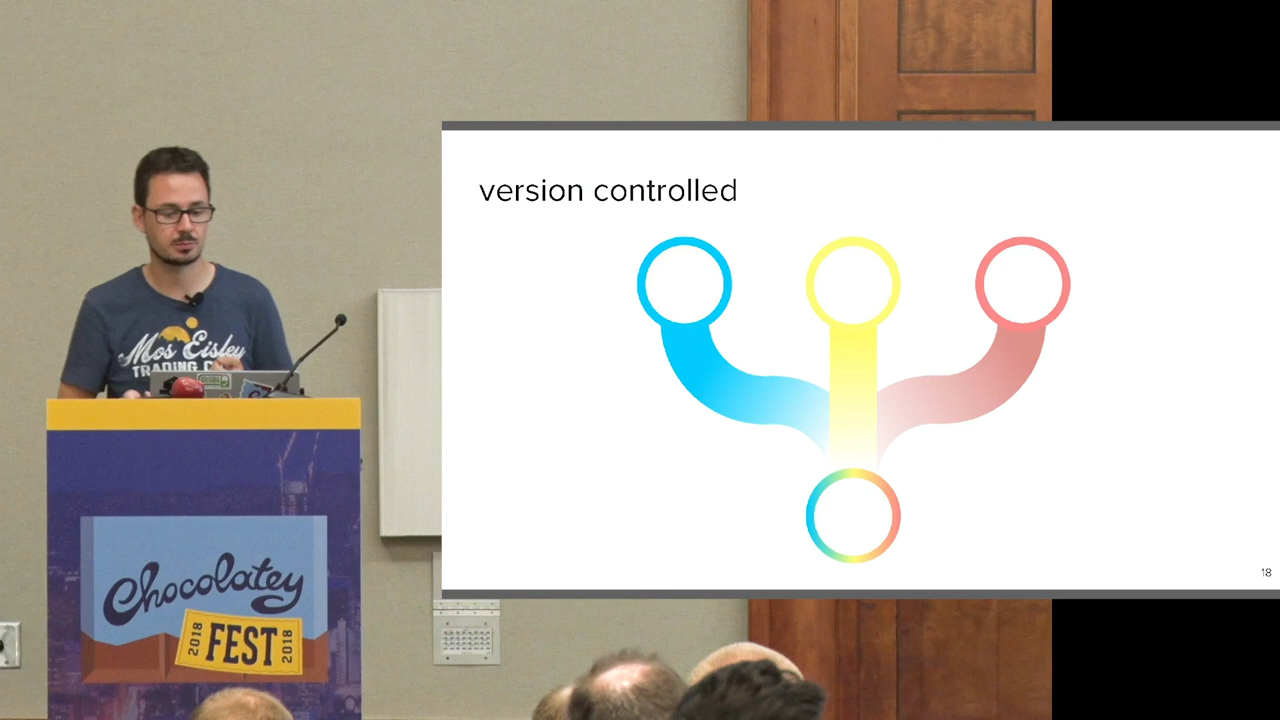 version controlled
18
Mos Eisley
TRADING
Chocolatey
2018 FEST 2018